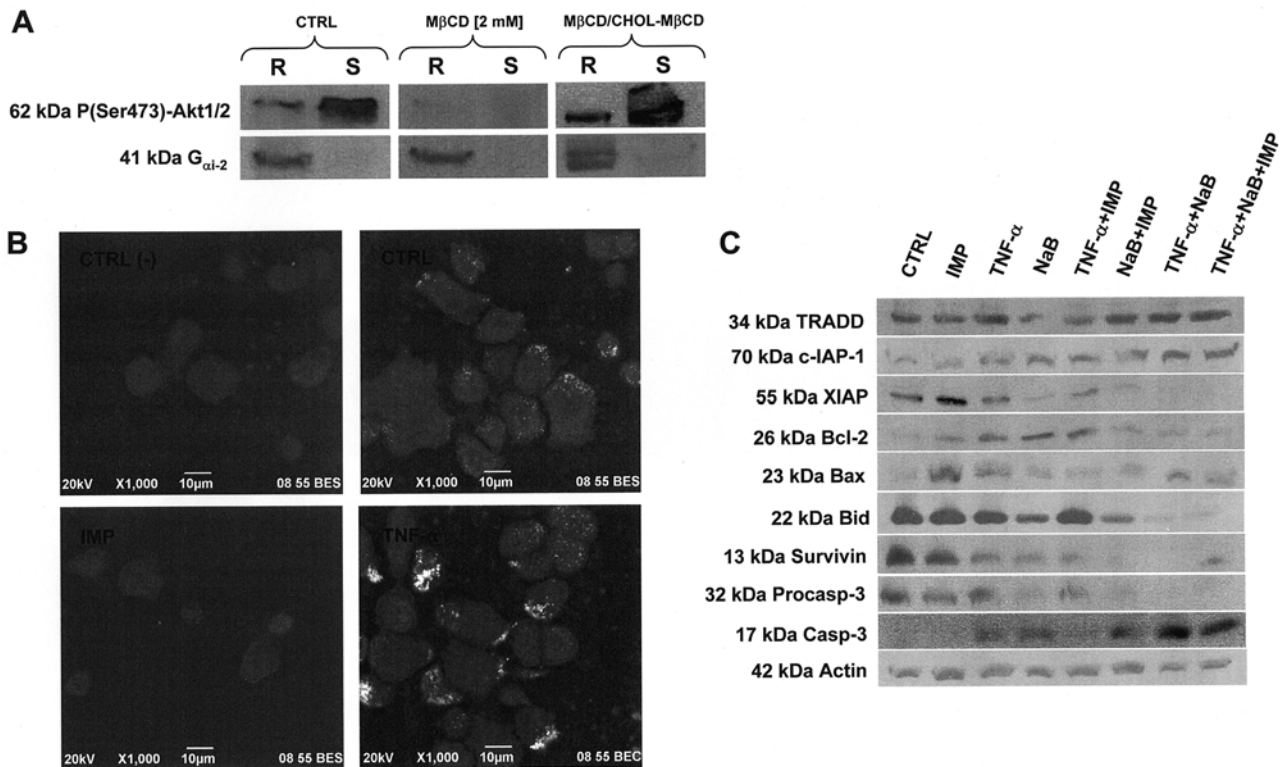 A
CTRL
MβCD [2 mM]
MβCD/CHOL-MβCD
R S R S R S
62 kDa P(Ser473)-Akt1/2
41 kDa Gαi-2
B
CTRL (-)
20kV X1,000 10μm 08 55 BES
CTRL
20kV X1,000 10μm 08 55 BES
IMP
20kV X1,000 10μm 08 55 BES
TNF-α
20kV X1,000 10μm 08 55 BEC
C
CTRL
IMP
TNF-α
NaB
TNF-α+IMP
NaB+IMP
TNF-α+NaB
TNF-α+NaB+IMP
34 kDa TRADD
70 kDa c-IAP-1
55 kDa XIAP
26 kDa Bcl-2
23 kDa Bax
22 kDa Bid
13 kDa Survivin
32 kDa Procasp-3
17 kDa Casp-3
42 kDa Actin